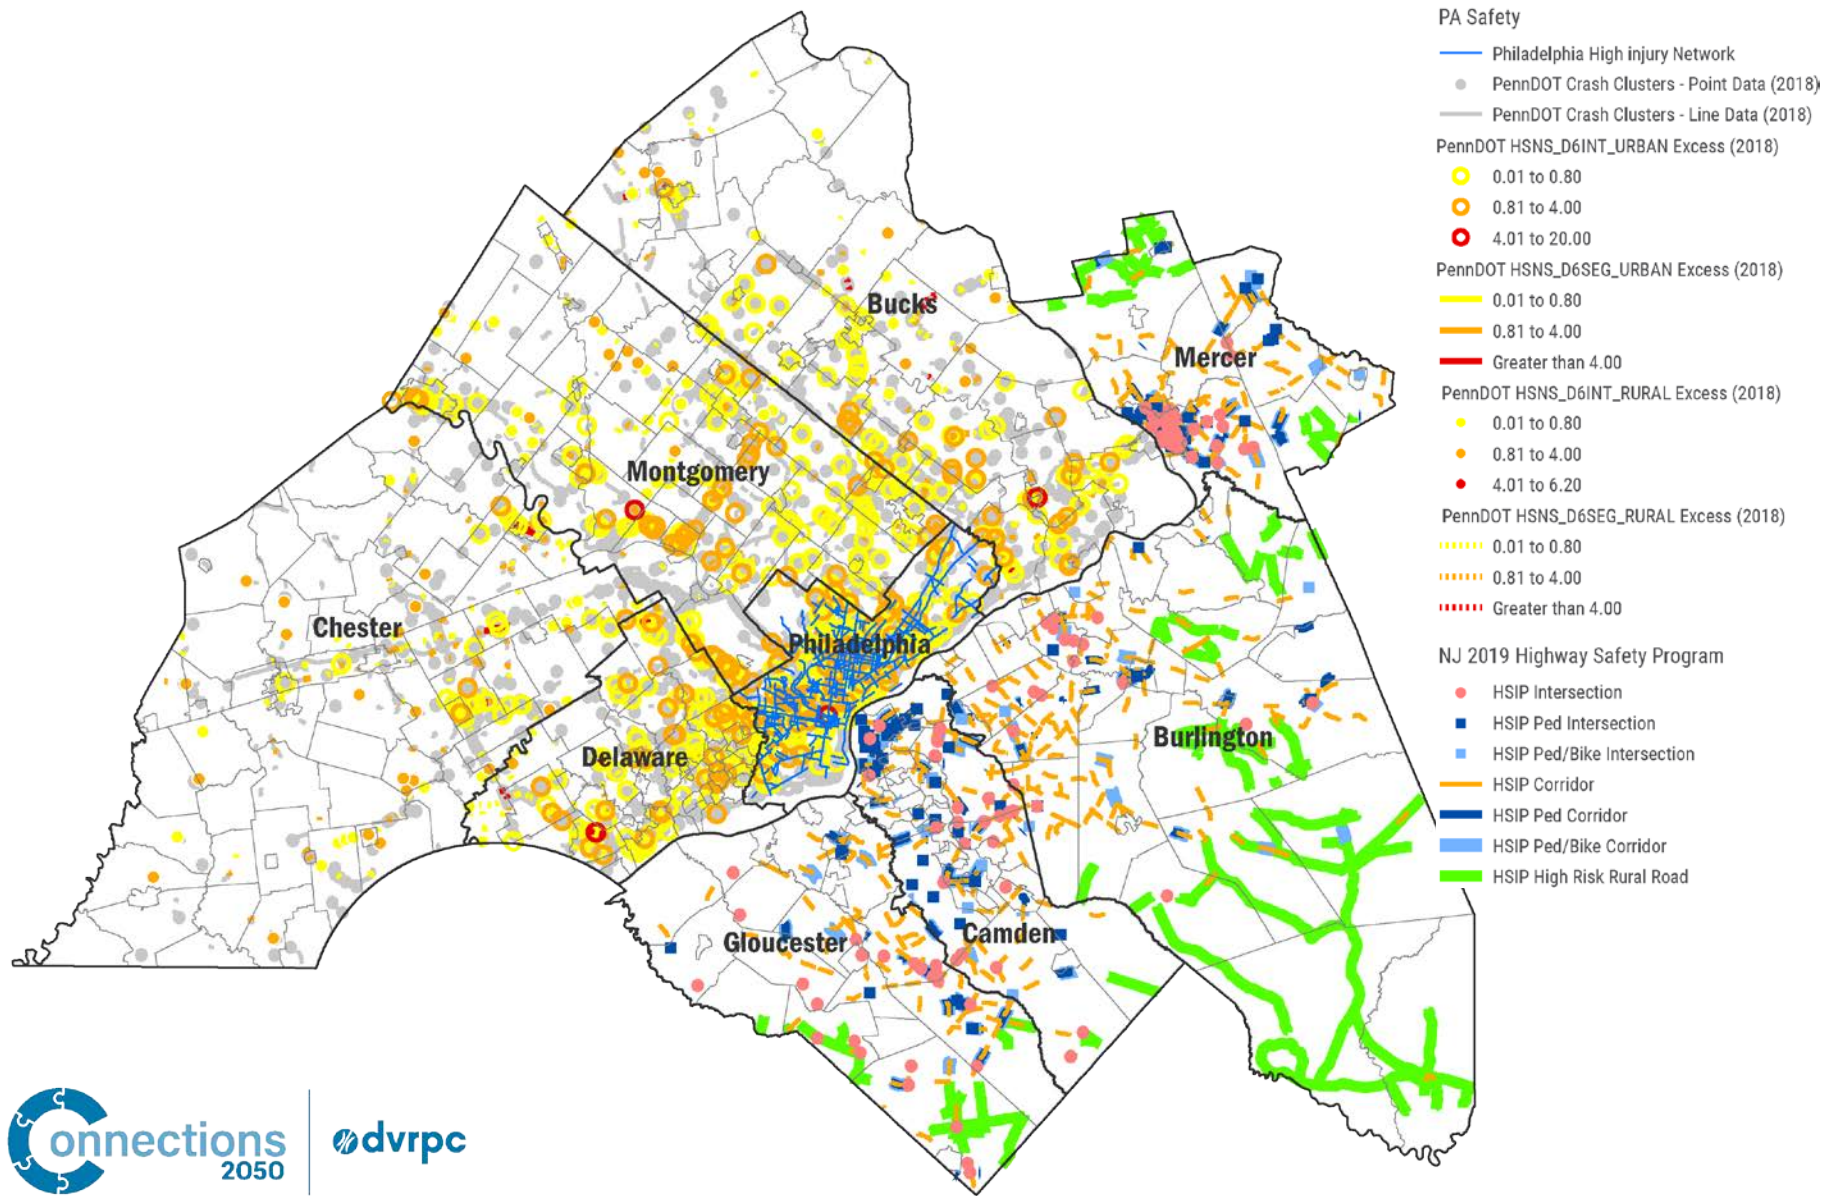 PA Safety
Philadelphia High injury Network
PennDOT Crash Clusters - Point Data (2018)
PennDOT Crash Clusters - Line Data (2018)
PennDOT HSNS_D6INT_URBAN Excess (2018)
0.01 to 0.80
0.81 to 4.00
4.01 to 20.00
PennDOT HSNS_D6SEG_URBAN Excess (2018)
0.01 to 0.80
0.81 to 4.00
Greater than 4.00
PennDOT HSNS_D6INT_RURAL Excess (2018)
0.01 to 0.80
0.81 to 4.00
4.01 to 6.20
PennDOT HSNS_D6SEG_RURAL Excess (2018)
0.01 to 0.80
0.81 to 4.00
Greater than 4.00
NJ 2019 Highway Safety Program
HSIP Intersection
HSIP Ped Intersection
HSIP Ped/Bike Intersection
HSIP Corridor
HSIP Ped Corridor
HSIP Ped/Bike Corridor
HSIP High Risk Rural Road
Bucks
Mercer
Montgomery
Chester
Philadelphia
Delaware
Burlington
Gloucester
Camden
Connections
2050
dvrpc